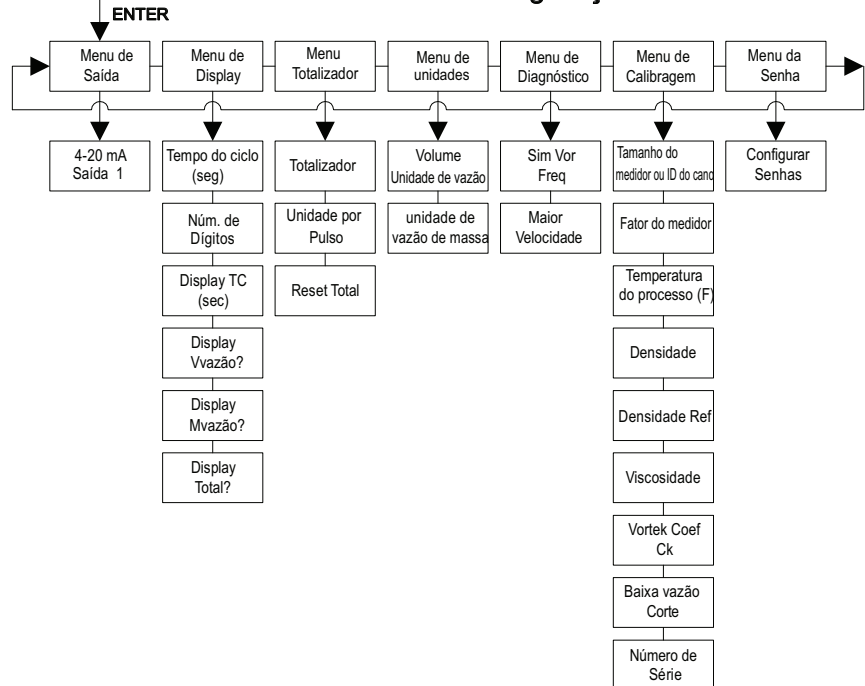 ENTER
Menu de
Saída
Menu de
Display
Menu
Totalizador
Menu de
unidades
Menu de
Diagnóstico
Menu de
Calibragem
Menu da
Senha
4-20 mA
Saída 1
Tempo do ciclo
(seg)
Núm. de
Dígitos
Display TC
(sec)
Display
Vvazão?
Display
Mvazão?
Display
Total?
Totalizador
Unidade por
Pulso
Reset Total
Volume
Unidade de vazão
unidade de
vazão de massa
Sim Vor
Freq
Maior
Velocidade
Tamanho do
medidor ou ID do cano
Fator do medidor
Temperatura
do processo (F)
Densidade
Densidade Ref
Viscosidade
Vortek Coef
Ck
Baixa vazão
Corte
Número de
Série
Configurar
Senhas